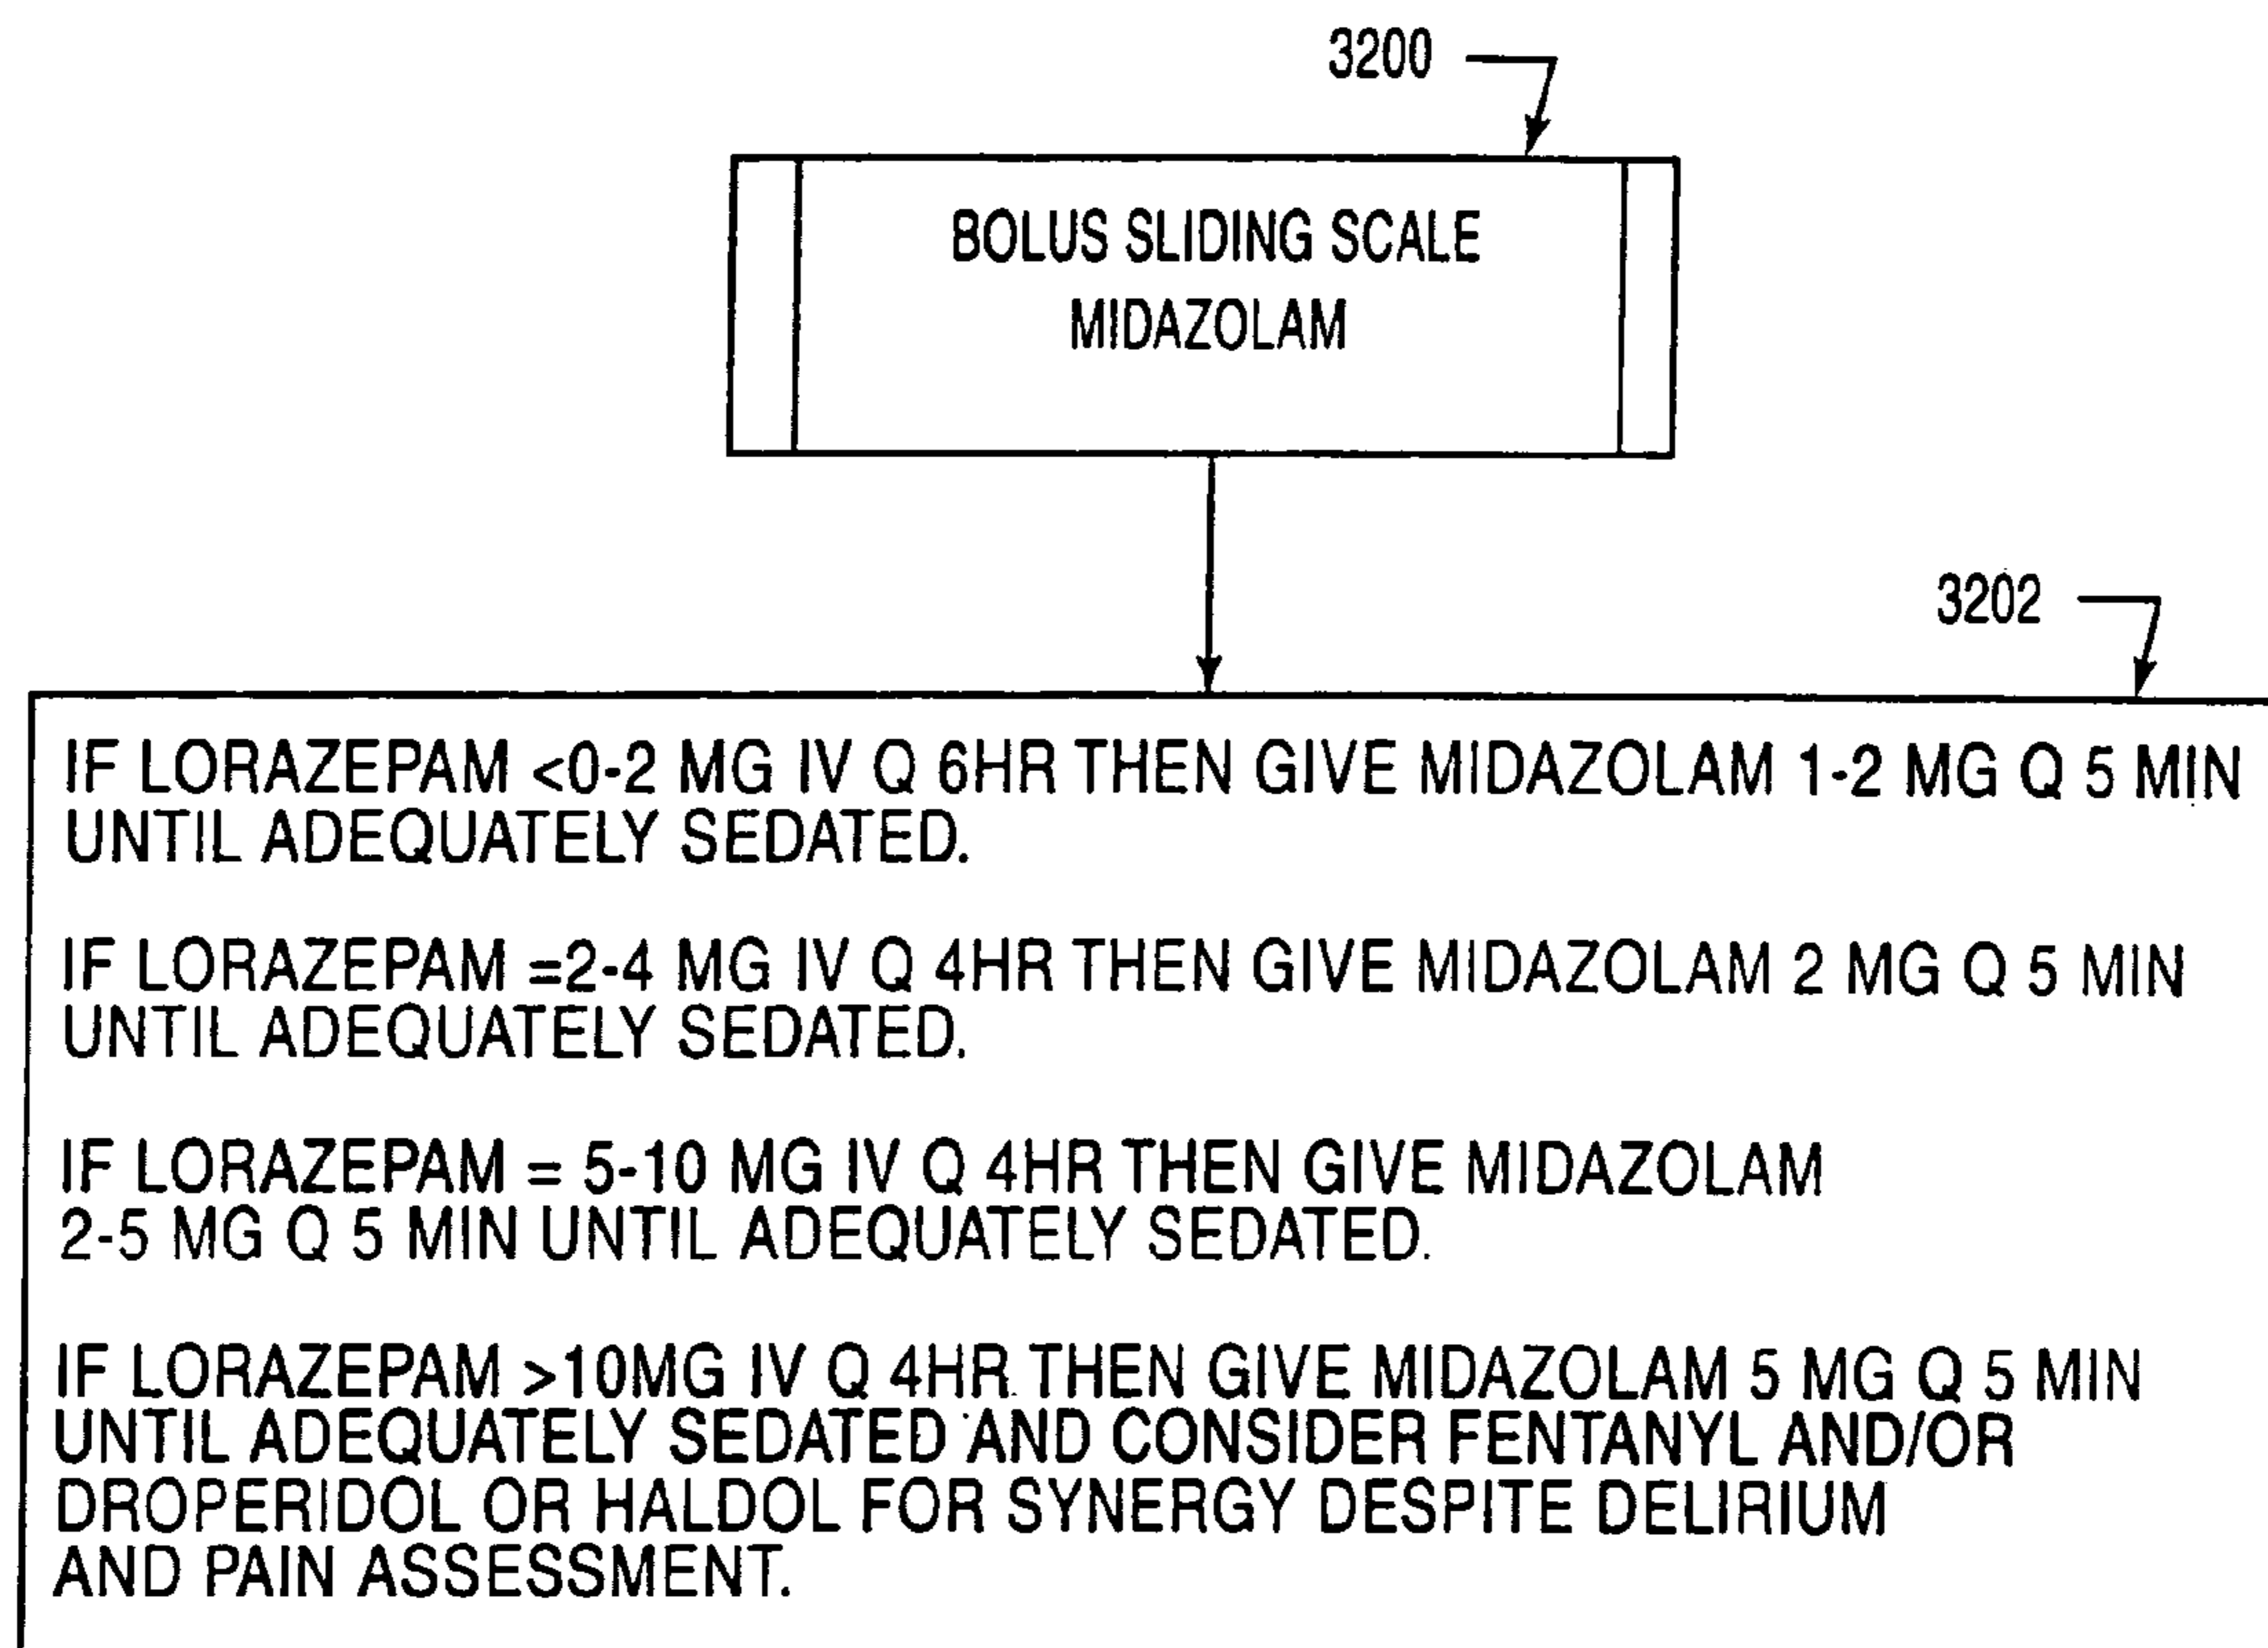 3200
BOLUS SLIDING SCALE
MIDAZOLAM
3202
IF LORAZEPAM <0-2 MG IV Q 6HR THEN GIVE MIDAZOLAM 1-2 MG Q 5 MIN
UNTIL ADEQUATELY SEDATED.
IF LORAZEPAM =2-4 MG IV Q 4HR THEN GIVE MIDAZOLAM 2 MG Q 5 MIN
UNTIL ADEQUATELY SEDATED.
IF LORAZEPAM = 5-10 MG IV Q 4HR THEN GIVE MIDAZOLAM
2-5 MG Q 5 MIN UNTIL ADEQUATELY SEDATED.
IF LORAZEPAM >10MG IV Q 4HR THEN GIVE MIDAZOLAM 5 MG Q 5 MIN
UNTIL ADEQUATELY SEDATED AND CONSIDER FENTANYL AND/OR
DROPERIDOL OR HALDOL FOR SYNERGY DESPITE DELIRIUM
AND PAIN ASSESSMENT.